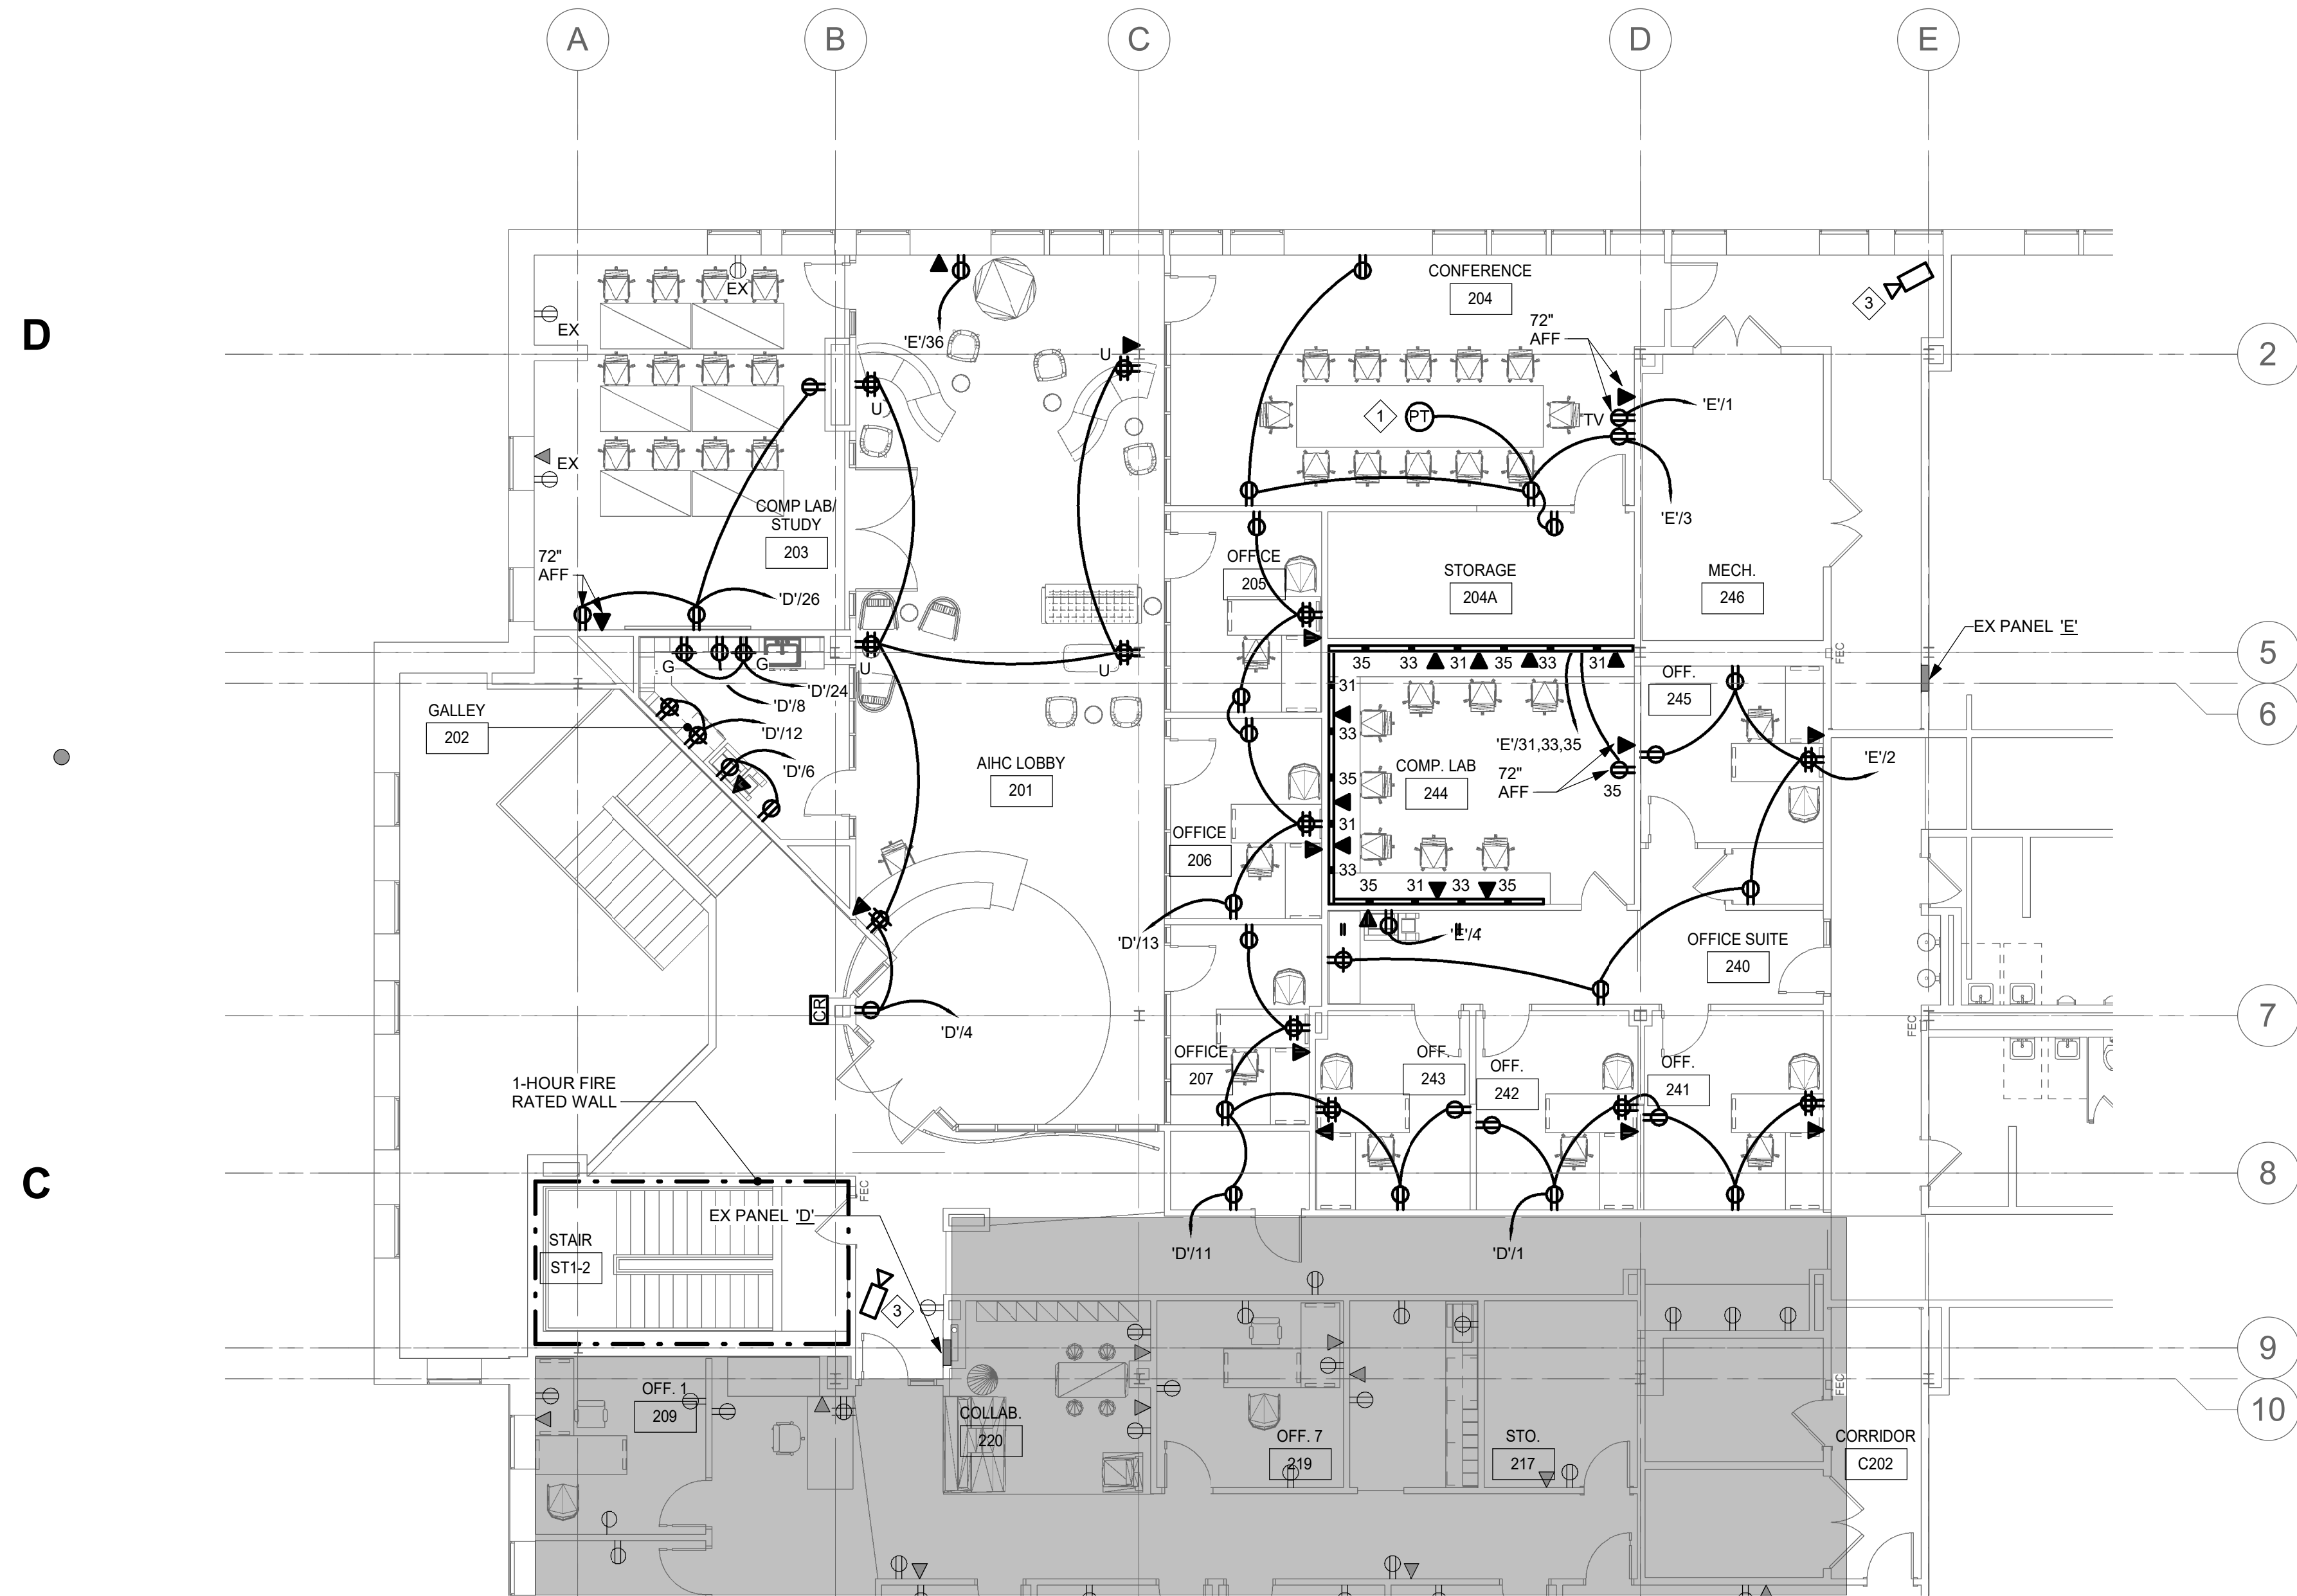 A
B
C
D
E
D
EX
EX
EX
'E'/36
U
U
CONFERENCE
204
72"
AFF
3
2
1
PT
TV
'E'/1
'E'/3
COMP LAB/
STUDY
203
72"
AFF
'D'/26
OFFICE
205
STORAGE
204A
MECH.
246
EX PANEL 'E'
FEC
5
6
G
G
'D'/24
'D'/8
'D'/12
'D'/6
GALLEY
202
U
U
AIHC LOBBY
201
35
33
31
35
33
31
31
33
35
31
33
35
31
33
35
'E'/31,33,35
COMP. LAB
244
72"
AFF
35
OFF.
245
'E'/2
OFFICE
206
'D'/13
'E'/4
OFFICE SUITE
240
CR
'D'/4
FEC
7
OFFICE
207
OFF.
243
OFF.
242
OFF.
241
1-HOUR FIRE
RATED WALL
C
8
FEC
EX PANEL 'D'
STAIR
ST1-2
'D'/11
'D'/1
3
9
FEC
10
OFF. 1
209
COLLAB.
220
OFF. 7
219
STO.
217
CORRIDOR
C202